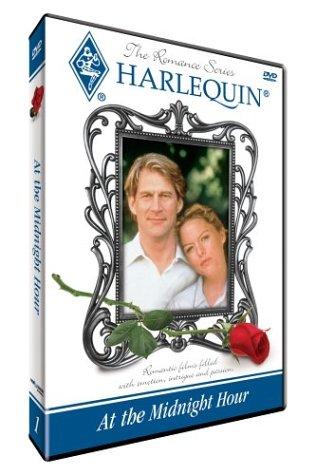 DVD
The Romance Series
DVD
HARLEQUIN®
®
Romantic films filled
with emotion, intrigue and passion.
At the Midnight Hour
At the Midnight Hour
1